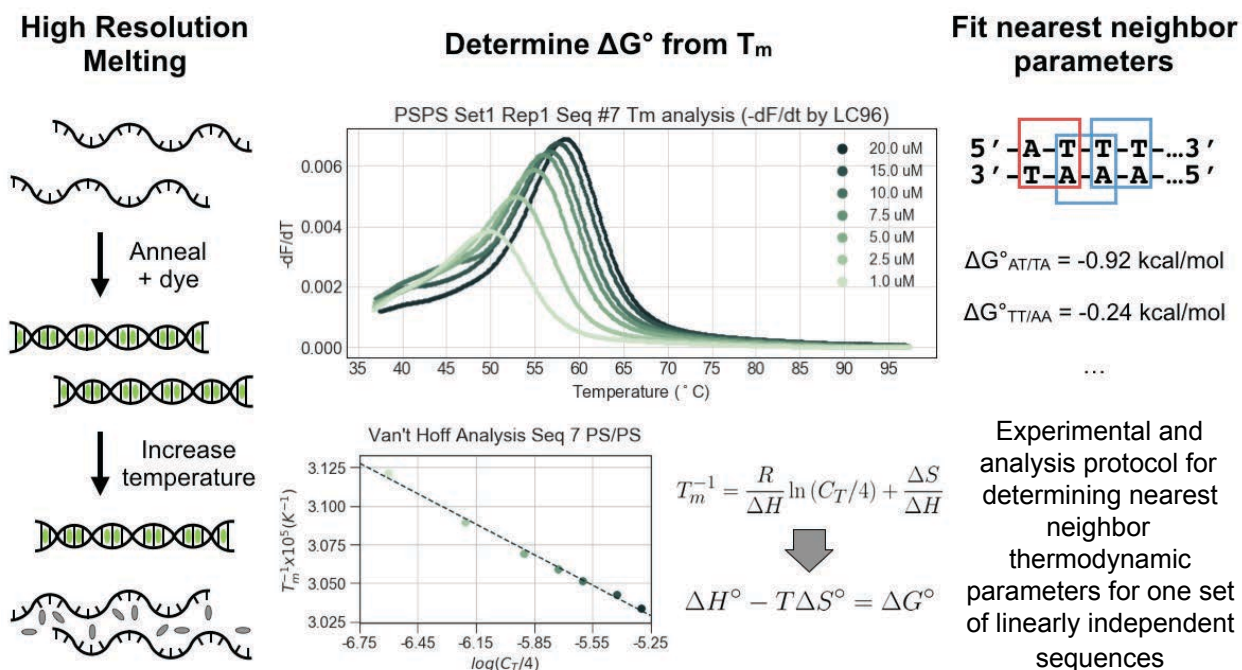 High Resolution
Melting
Anneal
+ dye
Increase
temperature
Determine ΔG° from Tₘ
PSPS Set1 Rep1 Seq #7 Tm analysis (-dF/dt by LC96)
-dF/dT
0.006
0.004
0.002
0.000
20.0 uM
15.0 uM
10.0 uM
7.5 uM
5.0 uM
2.5 uM
1.0 uM
35 40 45 50 55 60 65 70 75 80 85 90 95
Temperature (°C)
Van't Hoff Analysis Seq 7 PS/PS
T_m^-1 x10^5 (K^-1)
3.125
3.100
3.075
3.050
3.025
-6.75 -6.45 -6.15 -5.85 -5.55 -5.25
log(C_T/4)
T_m^-1 = R/ΔH ln (C_T/4) + ΔS/ΔH
ΔH° − TΔS° = ΔG°
Fit nearest neighbor
parameters
5′-A-T-T-T-…3′
3′-T-A-A-A-…5′
ΔG°AT/TA = -0.92 kcal/mol
ΔG°TT/AA = -0.24 kcal/mol
…
Experimental and
analysis protocol for
determining nearest
neighbor
thermodynamic
parameters for one set
of linearly independent
sequences